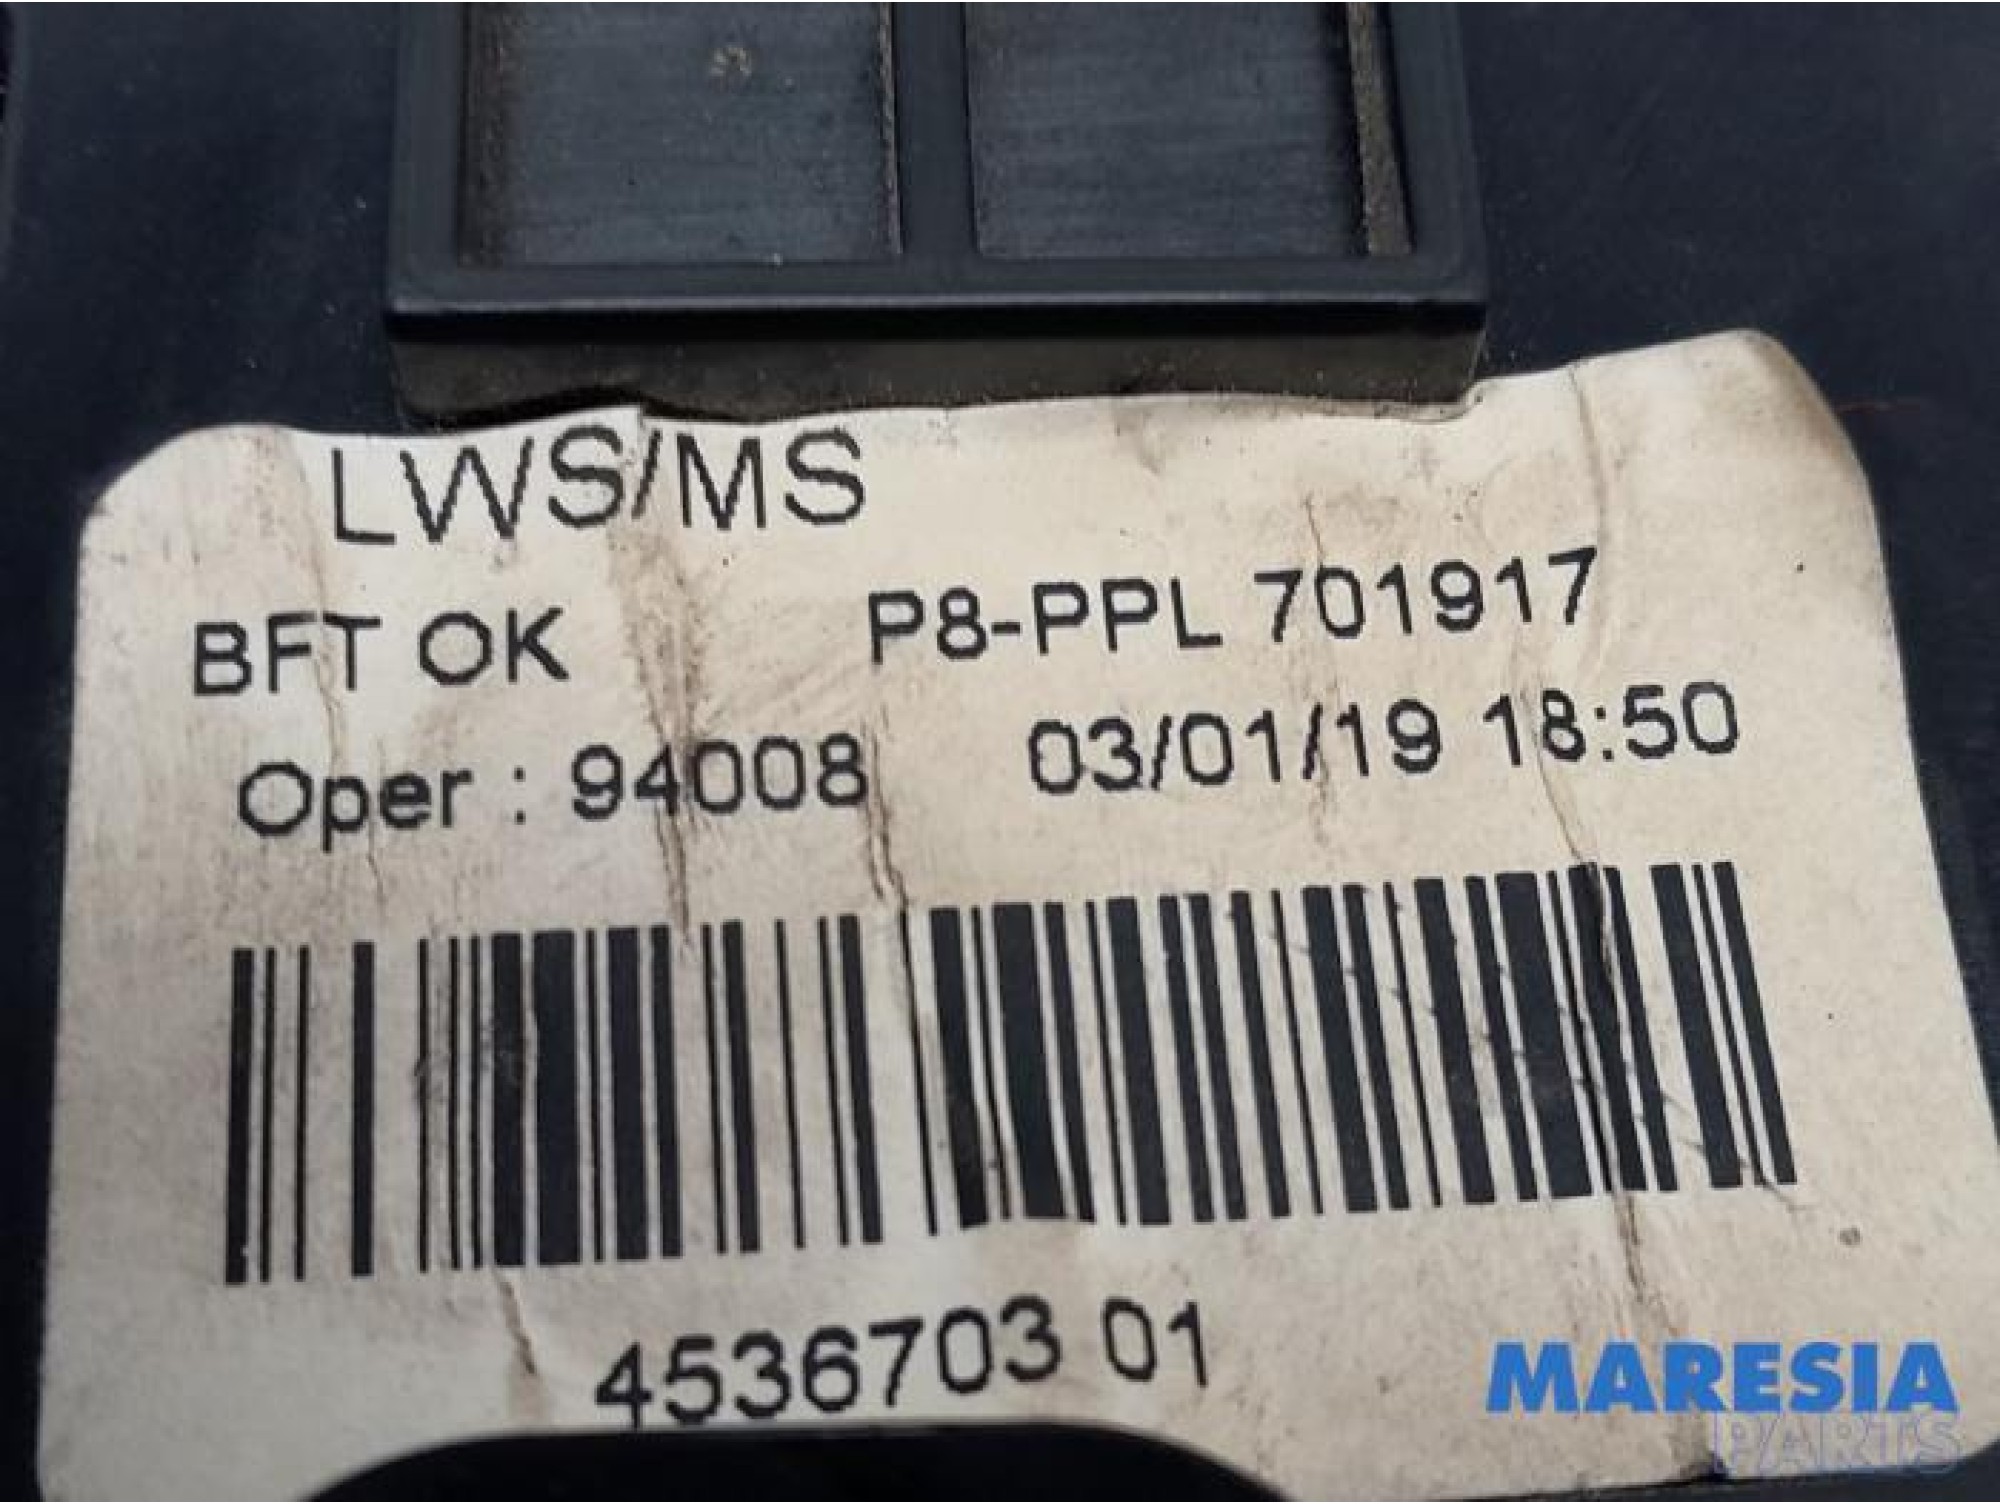 LWS/MS
BFT OK P8-PPL 701917
Oper : 94008 03/01/19 18:50
4536703 01
MARESIA
PARTS